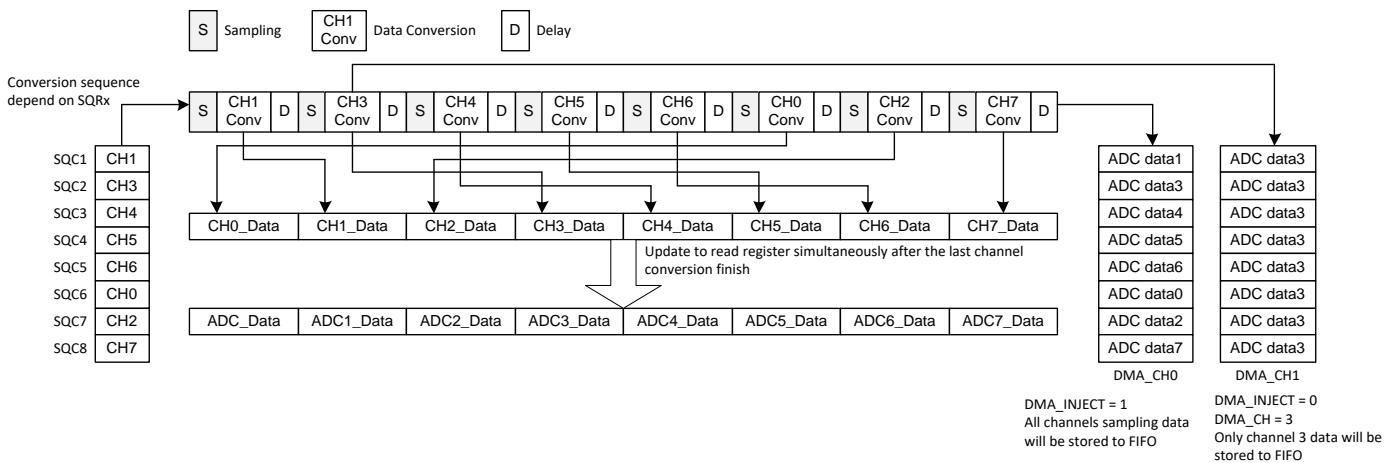 S Sampling CH1 Conv Data Conversion D Delay
Conversion sequence
depend on SQRx
S CH1 Conv D S CH3 Conv D S CH4 Conv D S CH5 Conv D S CH6 Conv D S CH0 Conv D S CH2 Conv D S CH7 Conv D
SQC1 CH1
SQC2 CH3
SQC3 CH4
SQC4 CH5
SQC5 CH6
SQC6 CH0
SQC7 CH2
SQC8 CH7
CH0_Data CH1_Data CH2_Data CH3_Data CH4_Data CH5_Data CH6_Data CH7_Data
Update to read register simultaneously after the last channel
conversion finish
ADC_Data ADC1_Data ADC2_Data ADC3_Data ADC4_Data ADC5_Data ADC6_Data ADC7_Data
ADC data1
ADC data3
ADC data4
ADC data5
ADC data6
ADC data0
ADC data2
ADC data7
DMA_CH0
DMA_INJECT = 1
All channels sampling data
will be stored to FIFO
ADC data3
ADC data3
ADC data3
ADC data3
ADC data3
ADC data3
ADC data3
ADC data3
DMA_CH1
DMA_INJECT = 0
DMA_CH = 3
Only channel 3 data will be
stored to FIFO